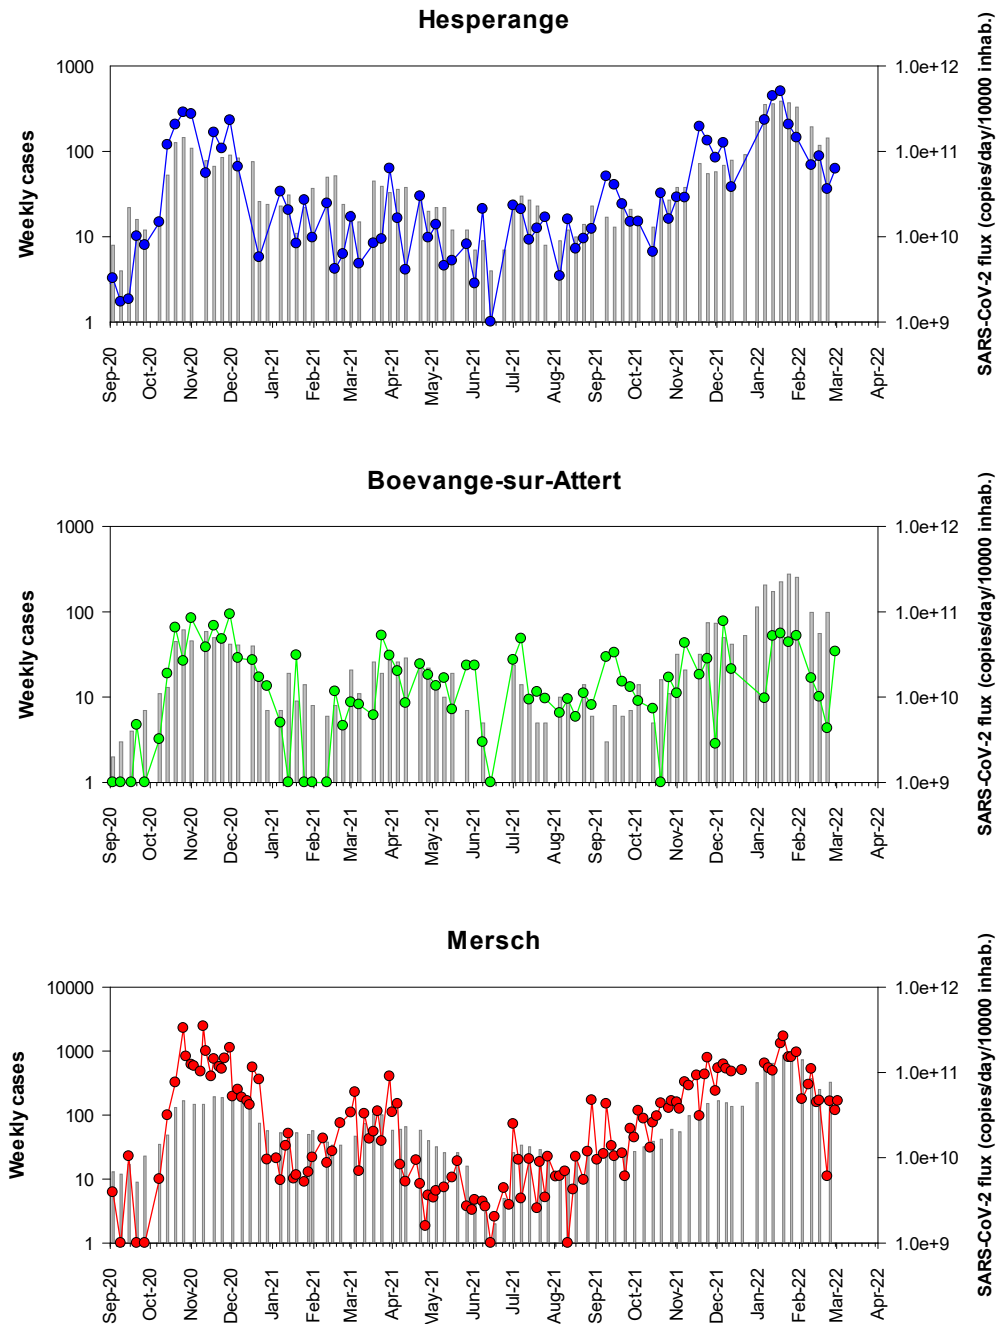 Hesperange
Weekly cases
1000
100
10
1
1.0e+12
1.0e+11
1.0e+10
1.0e+9
SARS-CoV-2 flux (copies/day/10000 inhab.)
Sep-20
Oct-20
Nov-20
Dec-20
Jan-21
Feb-21
Mar-21
Apr-21
May-21
Jun-21
Jul-21
Aug-21
Sep-21
Oct-21
Nov-21
Dec-21
Jan-22
Feb-22
Mar-22
Apr-22
Boevange-sur-Attert
Weekly cases
1000
100
10
1
1.0e+12
1.0e+11
1.0e+10
1.0e+9
SARS-CoV-2 flux (copies/day/10000 inhab.)
Sep-20
Oct-20
Nov-20
Dec-20
Jan-21
Feb-21
Mar-21
Apr-21
May-21
Jun-21
Jul-21
Aug-21
Sep-21
Oct-21
Nov-21
Dec-21
Jan-22
Feb-22
Mar-22
Apr-22
Mersch
Weekly cases
10000
1000
100
10
1
1.0e+12
1.0e+11
1.0e+10
1.0e+9
SARS-CoV-2 flux (copies/day/10000 inhab.)
Sep-20
Oct-20
Nov-20
Dec-20
Jan-21
Feb-21
Mar-21
Apr-21
May-21
Jun-21
Jul-21
Aug-21
Sep-21
Oct-21
Nov-21
Dec-21
Jan-22
Feb-22
Mar-22
Apr-22